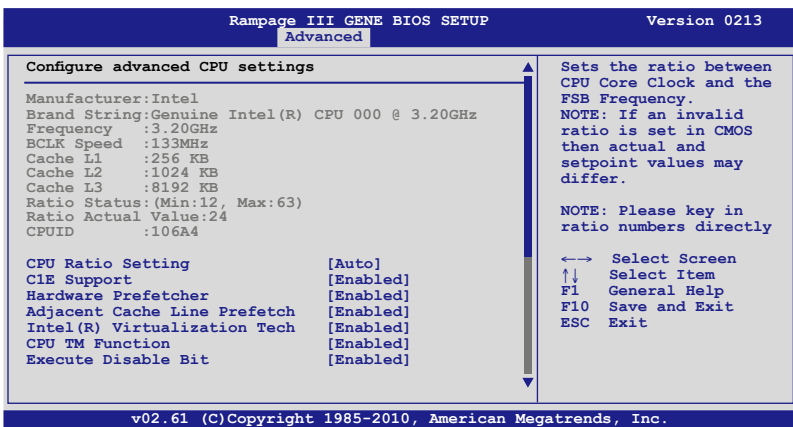 Rampage III GENE BIOS SETUP Version 0213
Advanced
Configure advanced CPU settings
Manufacturer:Intel
Brand String:Genuine Intel(R) CPU 000 @ 3.20GHz
Frequency :3.20GHz
BCLK Speed :133MHz
Cache L1 :256 KB
Cache L2 :1024 KB
Cache L3 :8192 KB
Ratio Status:(Min:12, Max:63)
Ratio Actual Value:24
CPUID :106A4
CPU Ratio Setting [Auto]
C1E Support [Enabled]
Hardware Prefetcher [Enabled]
Adjacent Cache Line Prefetch [Enabled]
Intel(R) Virtualization Tech [Enabled]
CPU TM Function [Enabled]
Execute Disable Bit [Enabled]
Sets the ratio between
CPU Core Clock and the
FSB Frequency.
NOTE: If an invalid
ratio is set in CMOS
then actual and
setpoint values may
differ.
NOTE: Please key in
ratio numbers directly
←→ Select Screen
↑↓ Select Item
F1 General Help
F10 Save and Exit
ESC Exit
v02.61 (C)Copyright 1985-2010, American Megatrends, Inc.